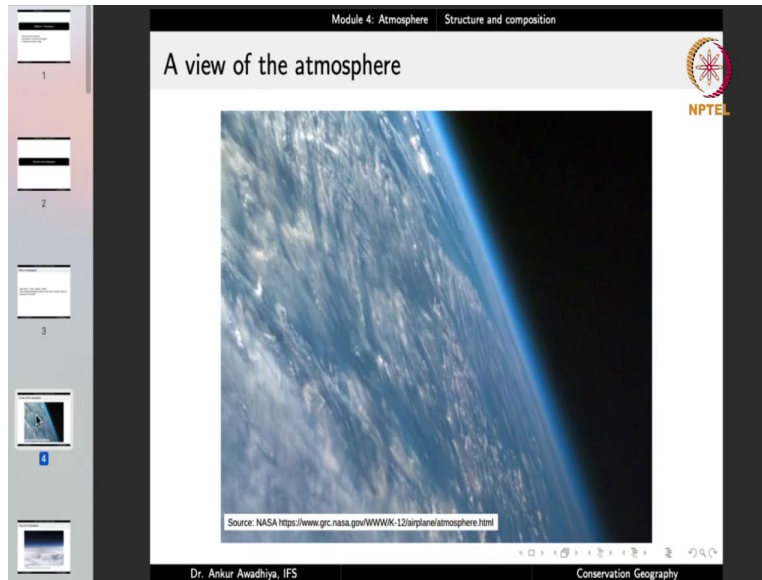 Module 4: Atmosphere Structure and composition
A view of the atmosphere
NPTEL
1
2
3
4
Source: NASA https://www.grc.nasa.gov/WWW/K-12/airplane/atmosphere.html
Dr. Ankur Awadhiya, IFS Conservation Geography